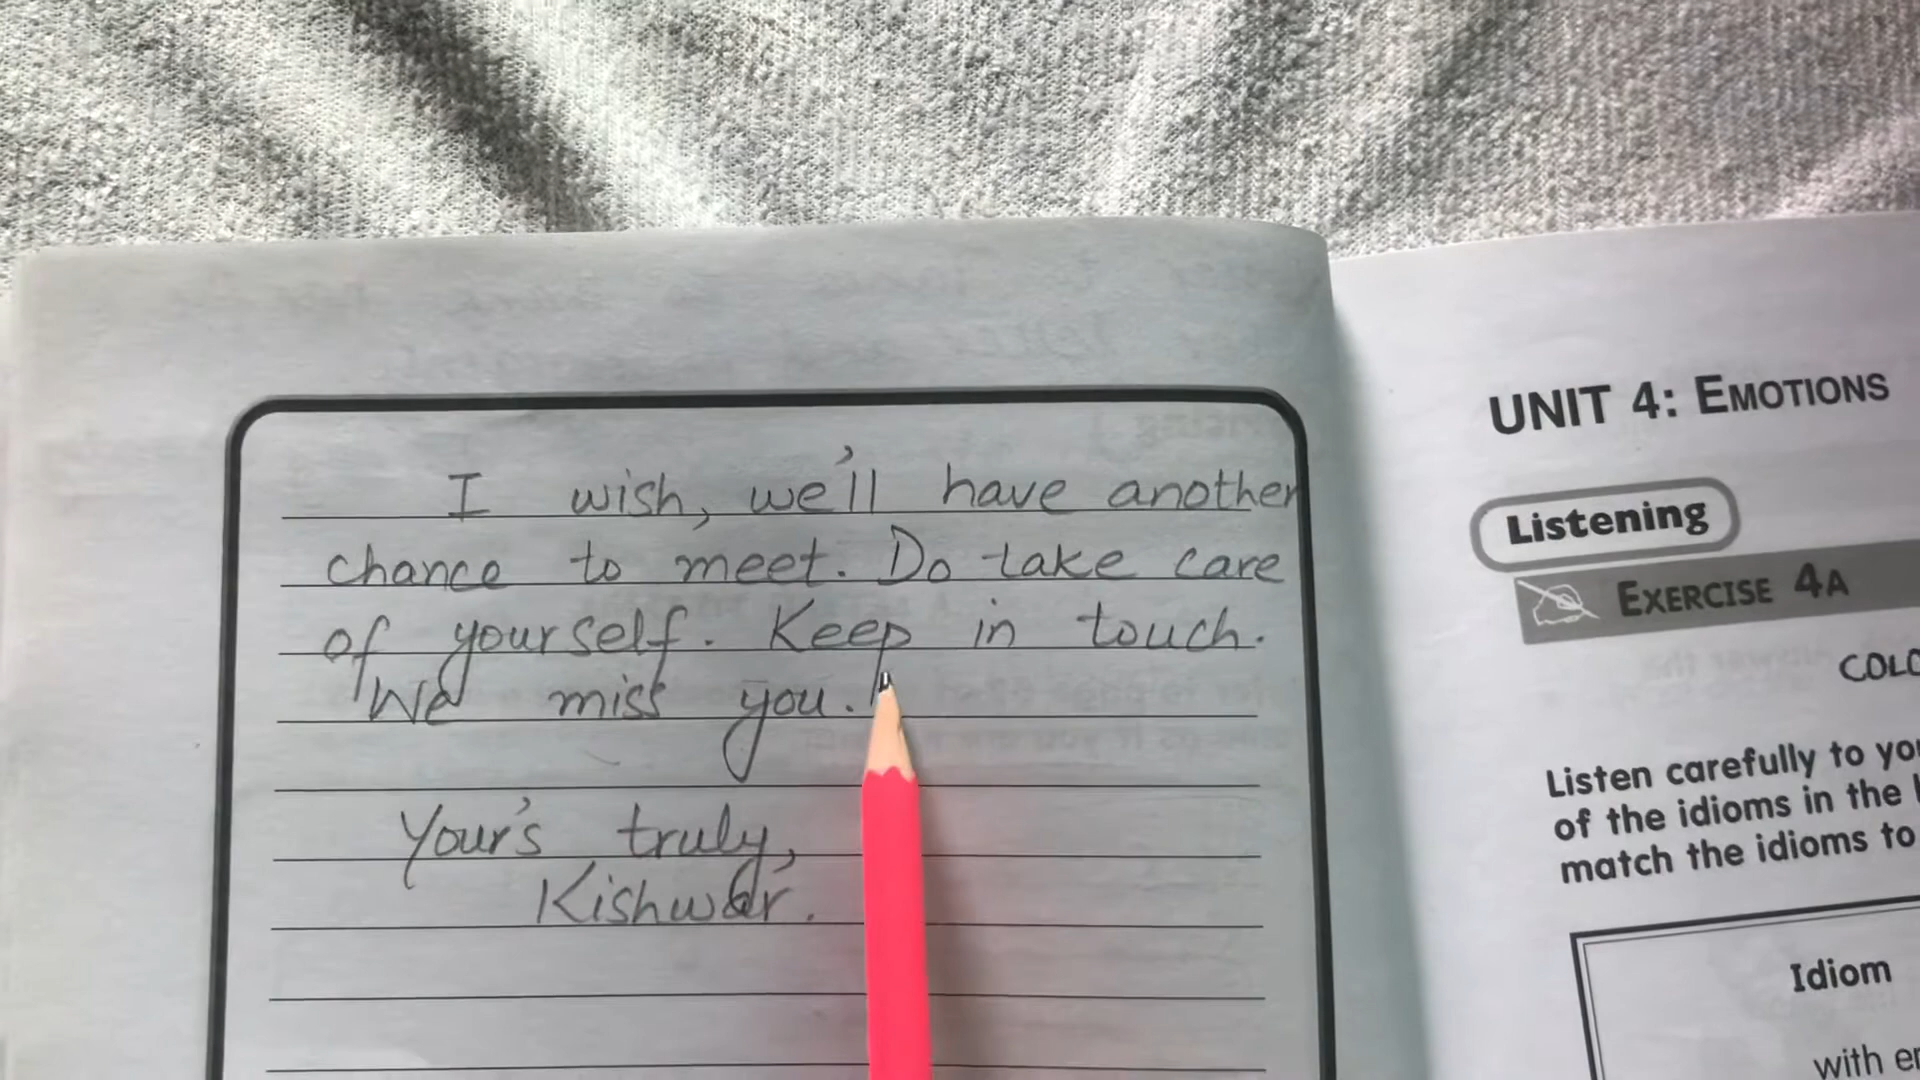 I wish, we'll have another
chance to meet. Do take care
of yourself. Keep in touch.
We miss you.
Your's truly,
Kishwar.
UNIT 4: EMOTIONS
Listening
EXERCISE 4A
Listen carefully to
of the idioms in the
match the idioms to
Idiom
with